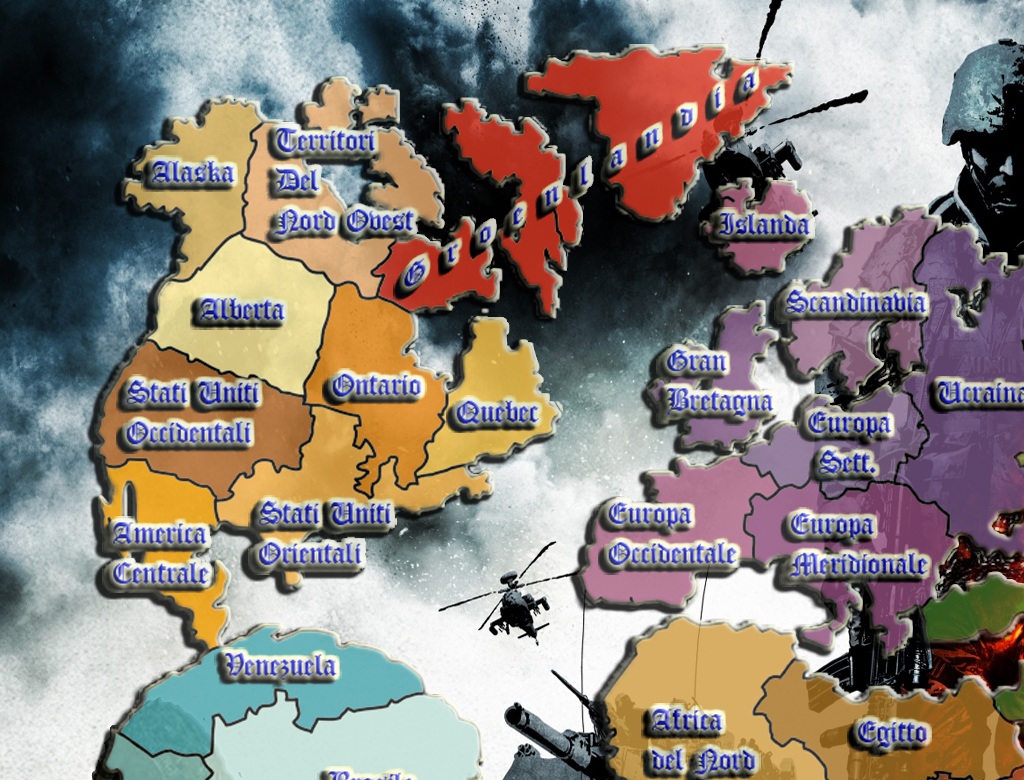 Groenlandia
Alaska
Territori
Del
Nord Ovest
Islanda
Alberta
Scandinavia
Gran
Bretagna
Stati Uniti
Occidentali
Ontario
Quebec
Ucraina
Europa
Sett.
America
Centrale
Stati Uniti
Orientali
Europa
Occidentale
Europa
Meridionale
Venezuela
Africa
del Nord
Egitto
Brasile